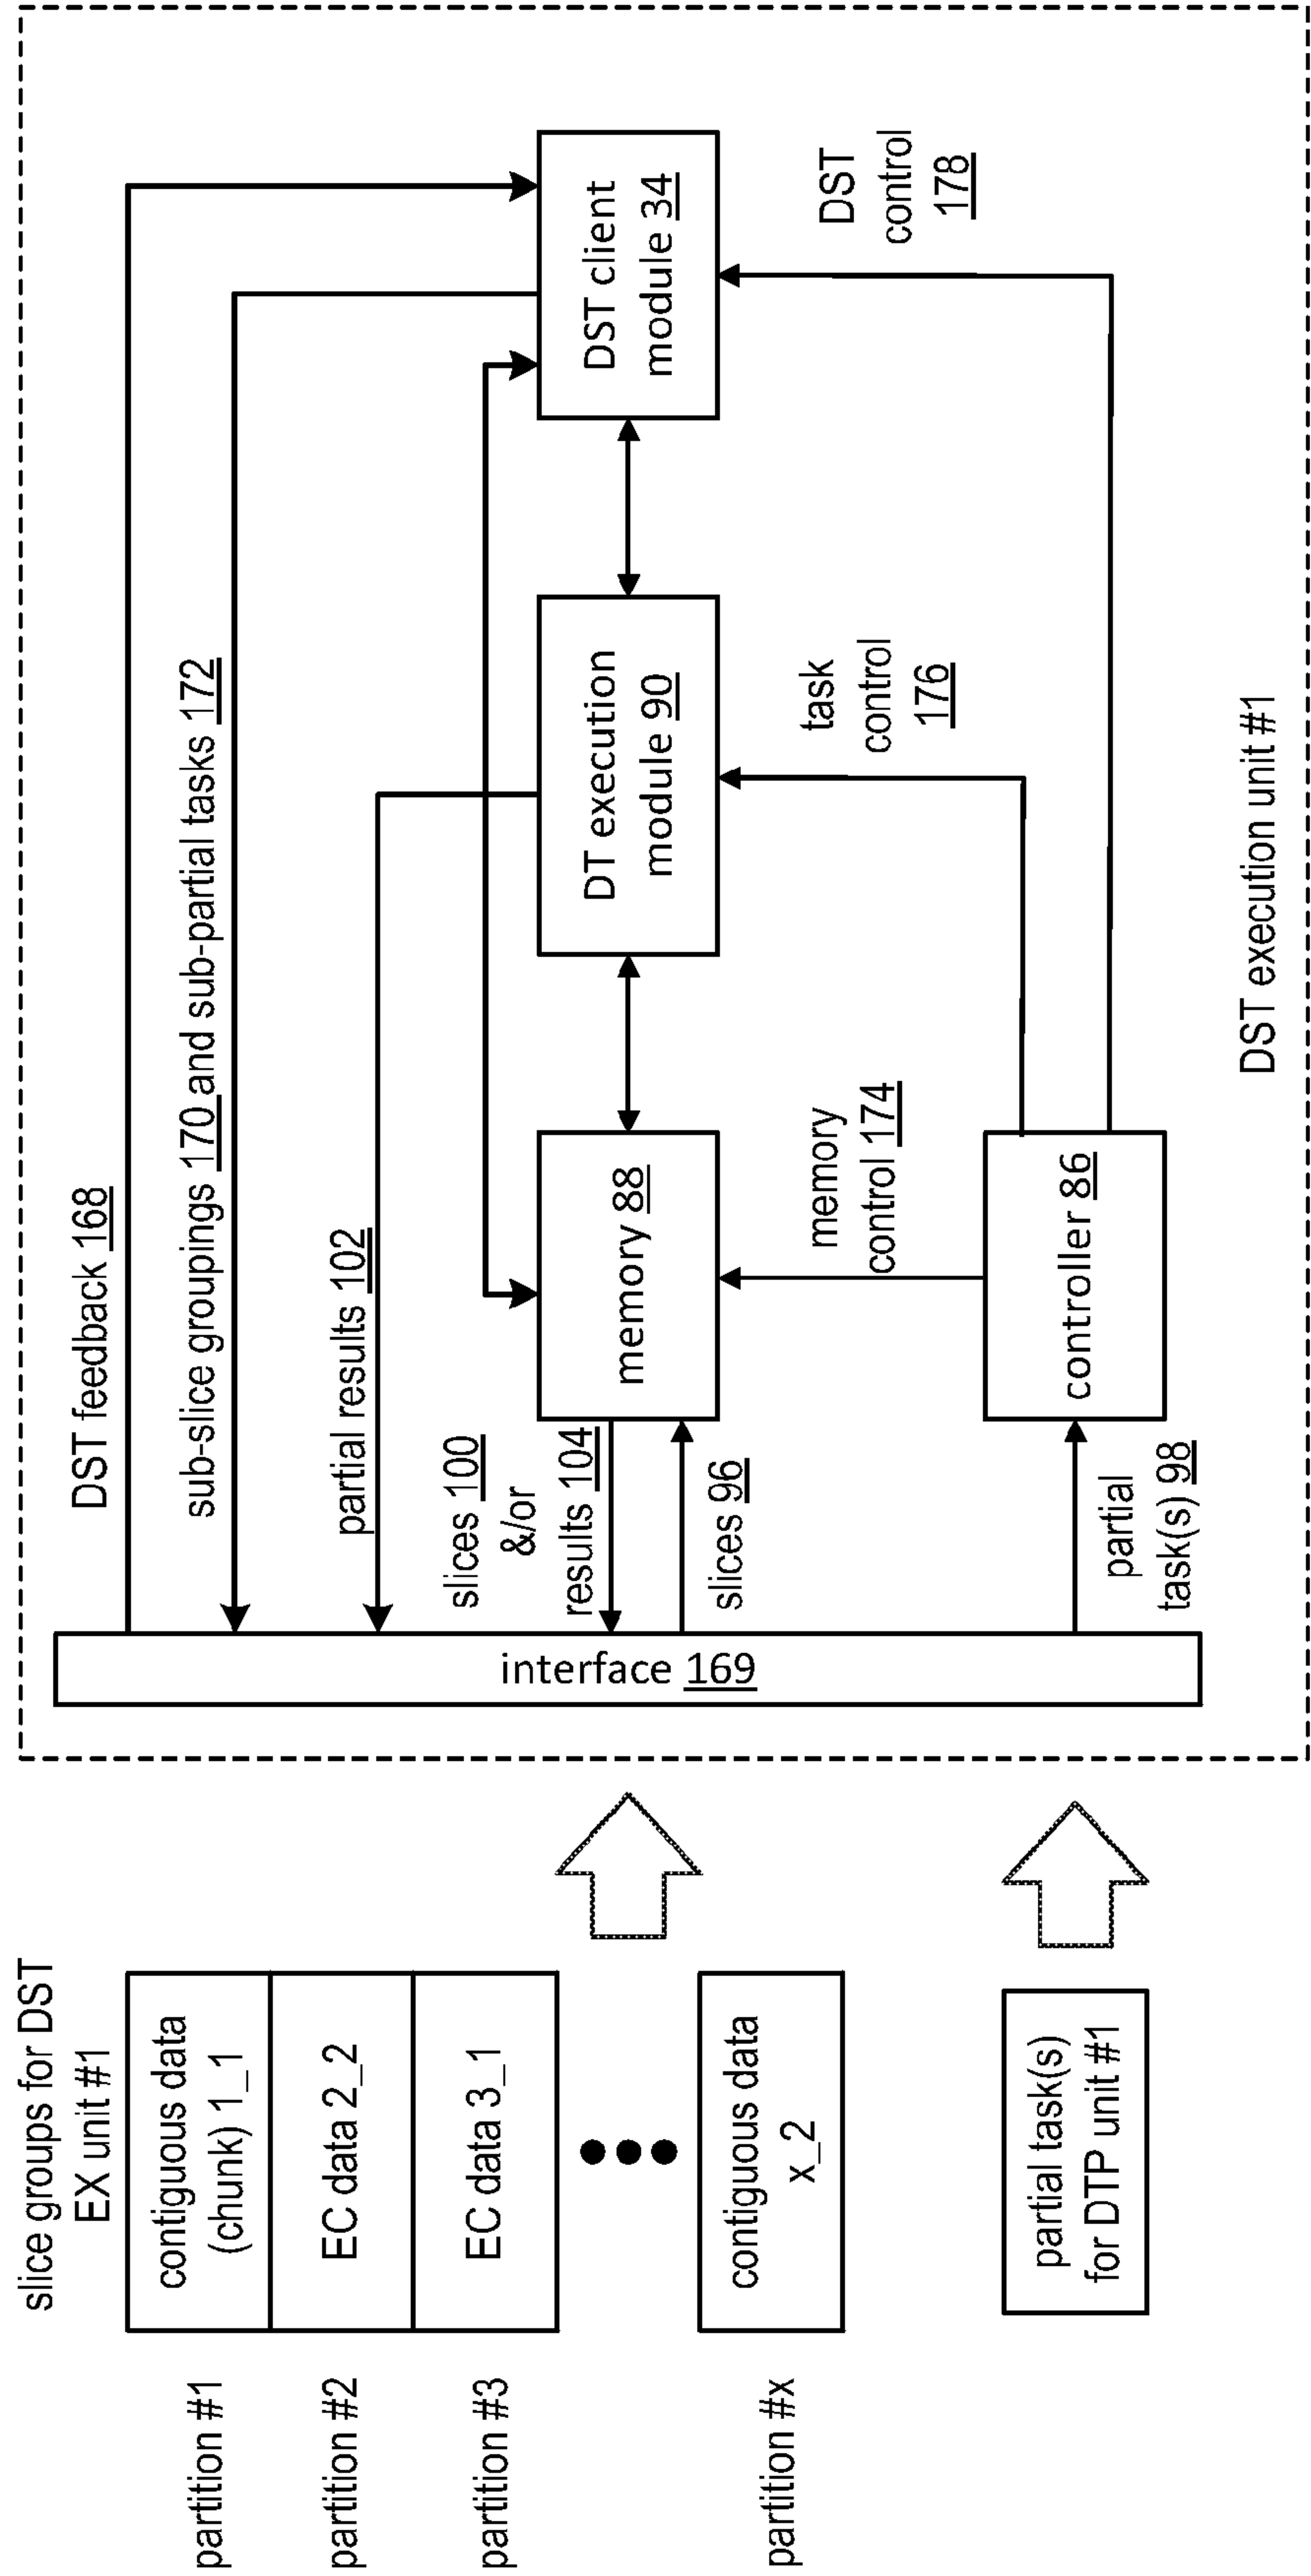 slice groups for DST
EX unit #1
partition #1
contiguous data
(chunk) 1_1
partition #2
EC data 2_2
partition #3
EC data 3_1
partition #x
contiguous data
x_2
partial task(s)
for DTP unit #1
interface 169
DST feedback 168
sub-slice groupings 170 and sub-partial tasks 172
partial results 102
slices 100
&/or
results 104
slices 96
partial
task(s) 98
memory 88
DT execution
module 90
DST client
module 34
memory
control 174
task
control
176
DST
control
178
controller 86
DST execution unit #1